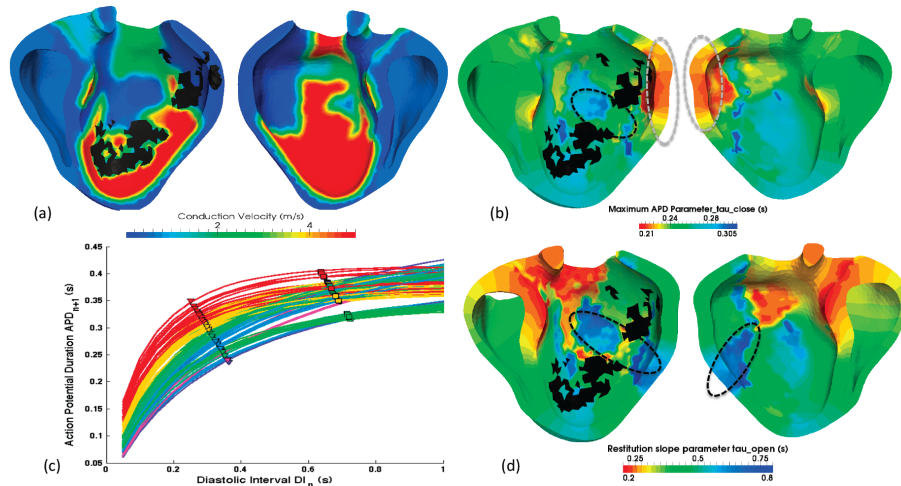 (a)
(b)
Conduction Velocity (m/s)
2
4
Maximum APD Parameter_tau_close (s)
0.24
0.28
0.21
0.305
Action Potential Duration APD_n+1 (s)
0.45
0.4
0.35
0.3
0.25
0.2
0.15
0.1
0.05
0
0.2
0.4
0.6
0.8
1
Diastolic Interval DI_n (s)
(c)
(d)
Restitution slope parameter tau_open (s)
0.25
0.5
0.75
0.2
0.8